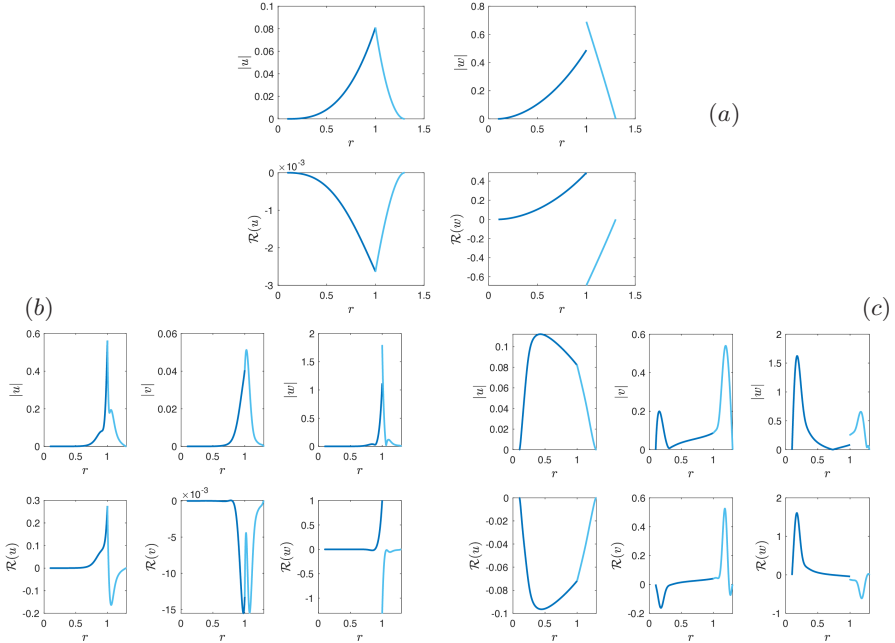 0.1
0.08
0.06
0.04
0.02
0
|u|
0 0.5 1 1.5
r
0.8
0.6
0.4
0.2
0
|w|
0 0.5 1 1.5
r
(a)
×10⁻³
0
-1
-2
-3
ℛ(u)
0 0.5 1 1.5
r
0.4
0.2
0
-0.2
-0.4
-0.6
ℛ(w)
0 0.5 1 1.5
r
(b)
0.6
0.4
0.2
0
|u|
0 0.5 1
r
0.06
0.04
0.02
0
|v|
0 0.5 1
r
2
1.5
1
0.5
0
|w|
0 0.5 1
r
0.3
0.2
0.1
0
-0.1
-0.2
ℛ(u)
0 0.5 1
r
×10⁻³
0
-5
-10
-15
ℛ(v)
0 0.5 1
r
1
0.5
0
-0.5
-1
ℛ(w)
0 0.5 1
r
(c)
0.1
0.05
0
|u|
0 0.5 1
r
0.6
0.4
0.2
0
|v|
0 0.5 1
r
2
1.5
1
0.5
0
|w|
0 0.5 1
r
0
-0.02
-0.04
-0.06
-0.08
-0.1
ℛ(u)
0 0.5 1
r
0.6
0.4
0.2
0
-0.2
ℛ(v)
0 0.5 1
r
2
1
0
-1
ℛ(w)
0 0.5 1
r